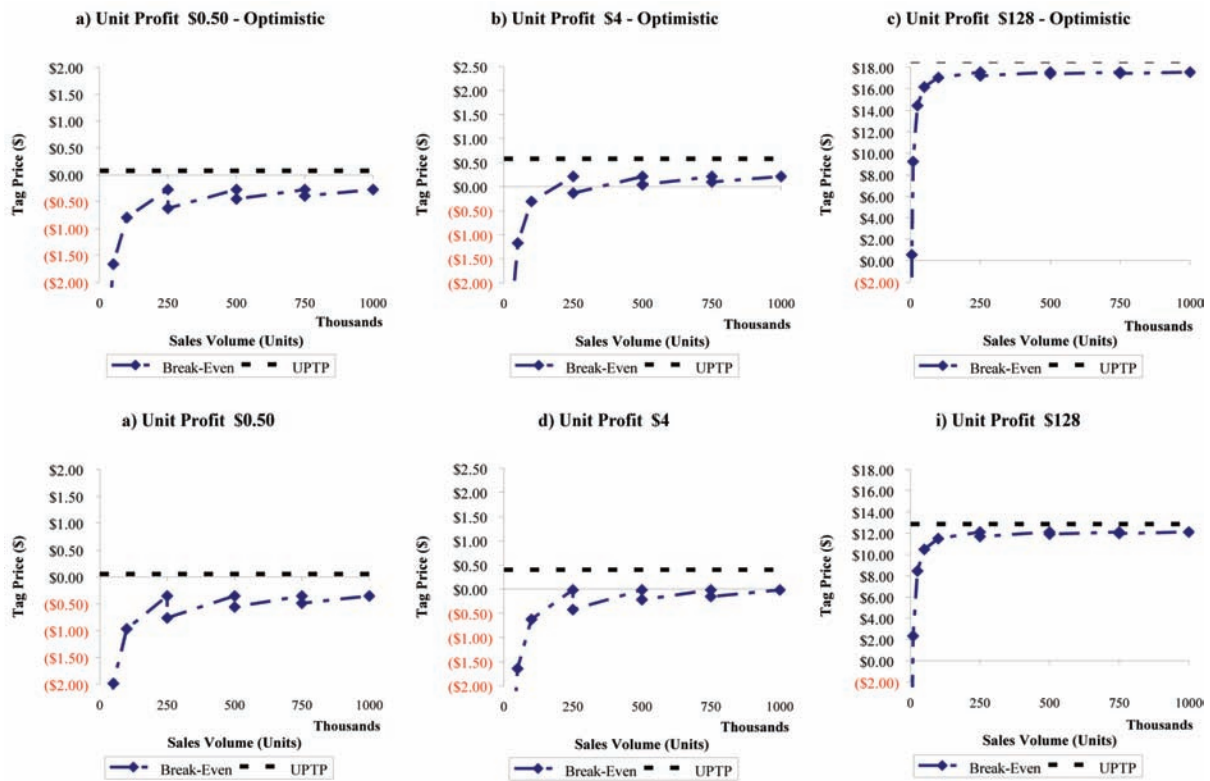 a) Unit Profit $0.50 - Optimistic
$2.00
$1.50
$1.00
$0.50
$0.00
($0.50)
($1.00)
($1.50)
($2.00)
Tag Price ($)
0 250 500 750 1000
Thousands
Sales Volume (Units)
Break-Even UPTP
b) Unit Profit $4 - Optimistic
$2.50
$2.00
$1.50
$1.00
$0.50
$0.00
($0.50)
($1.00)
($1.50)
($2.00)
Tag Price ($)
0 250 500 750 1000
Thousands
Sales Volume (Units)
Break-Even UPTP
c) Unit Profit $128 - Optimistic
$18.00
$16.00
$14.00
$12.00
$10.00
$8.00
$6.00
$4.00
$2.00
$0.00
($2.00)
Tag Price ($)
0 250 500 750 1000
Thousands
Sales Volume (Units)
Break-Even UPTP
a) Unit Profit $0.50
$2.00
$1.50
$1.00
$0.50
$0.00
($0.50)
($1.00)
($1.50)
($2.00)
Tag Price ($)
0 250 500 750 1000
Thousands
Sales Volume (Units)
Break-Even UPTP
d) Unit Profit $4
$2.50
$2.00
$1.50
$1.00
$0.50
$0.00
($0.50)
($1.00)
($1.50)
($2.00)
Tag Price ($)
0 250 500 750 1000
Thousands
Sales Volume (Units)
Break-Even UPTP
i) Unit Profit $128
$18.00
$16.00
$14.00
$12.00
$10.00
$8.00
$6.00
$4.00
$2.00
$0.00
($2.00)
Tag Price ($)
0 250 500 750 1000
Thousands
Sales Volume (Units)
Break-Even UPTP